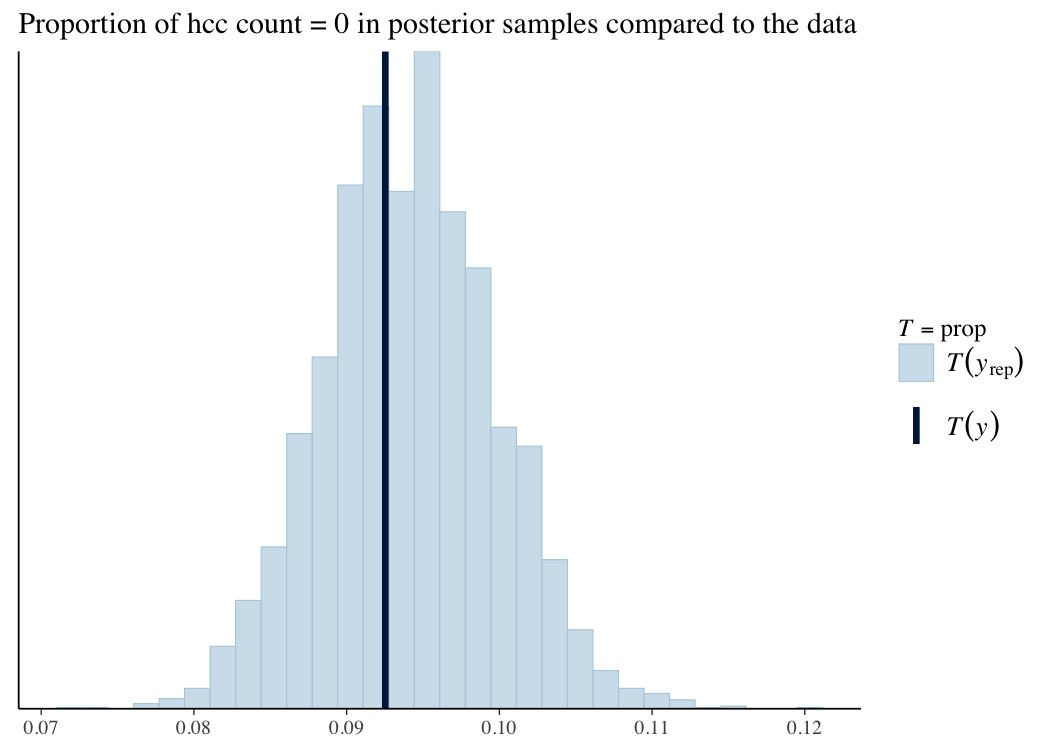 Proportion of hcc count = 0 in posterior samples compared to the data
T = prop
T(yrep)
T(y)
0.07 0.08 0.09 0.10 0.11 0.12